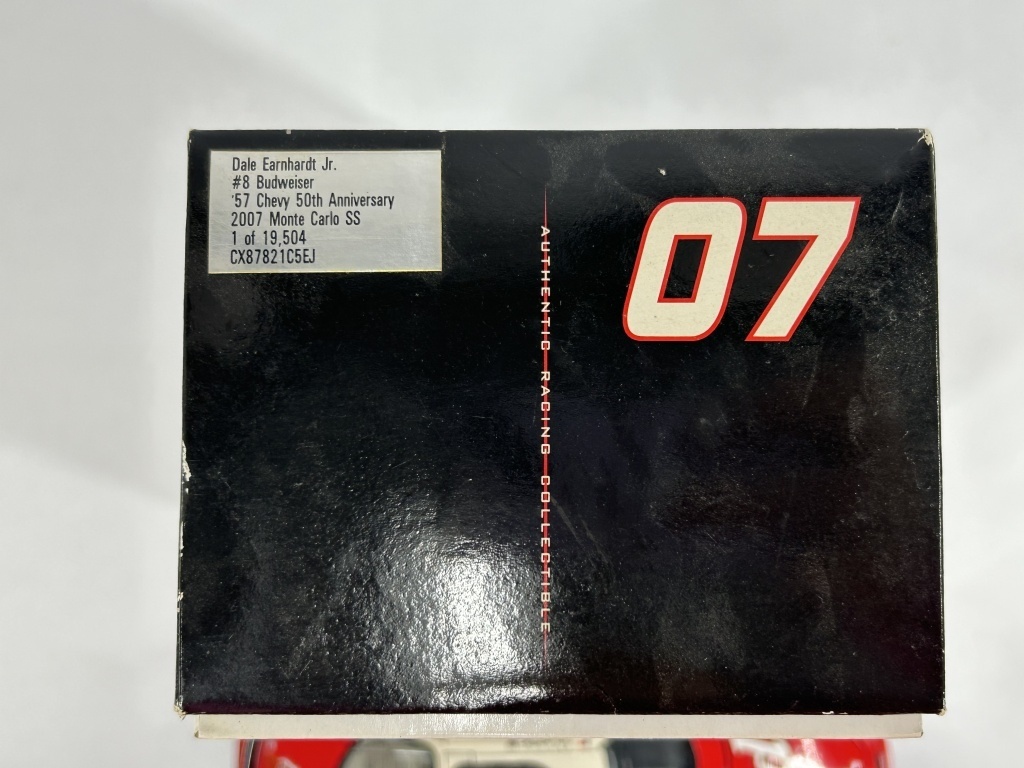 Dale Earnhardt Jr.
#8 Budweiser
'57 Chevy 50th Anniversary
2007 Monte Carlo SS
1 of 19,504
CX87821C5EJ
07
AUTHENTIC RACING COLLECTIBLE